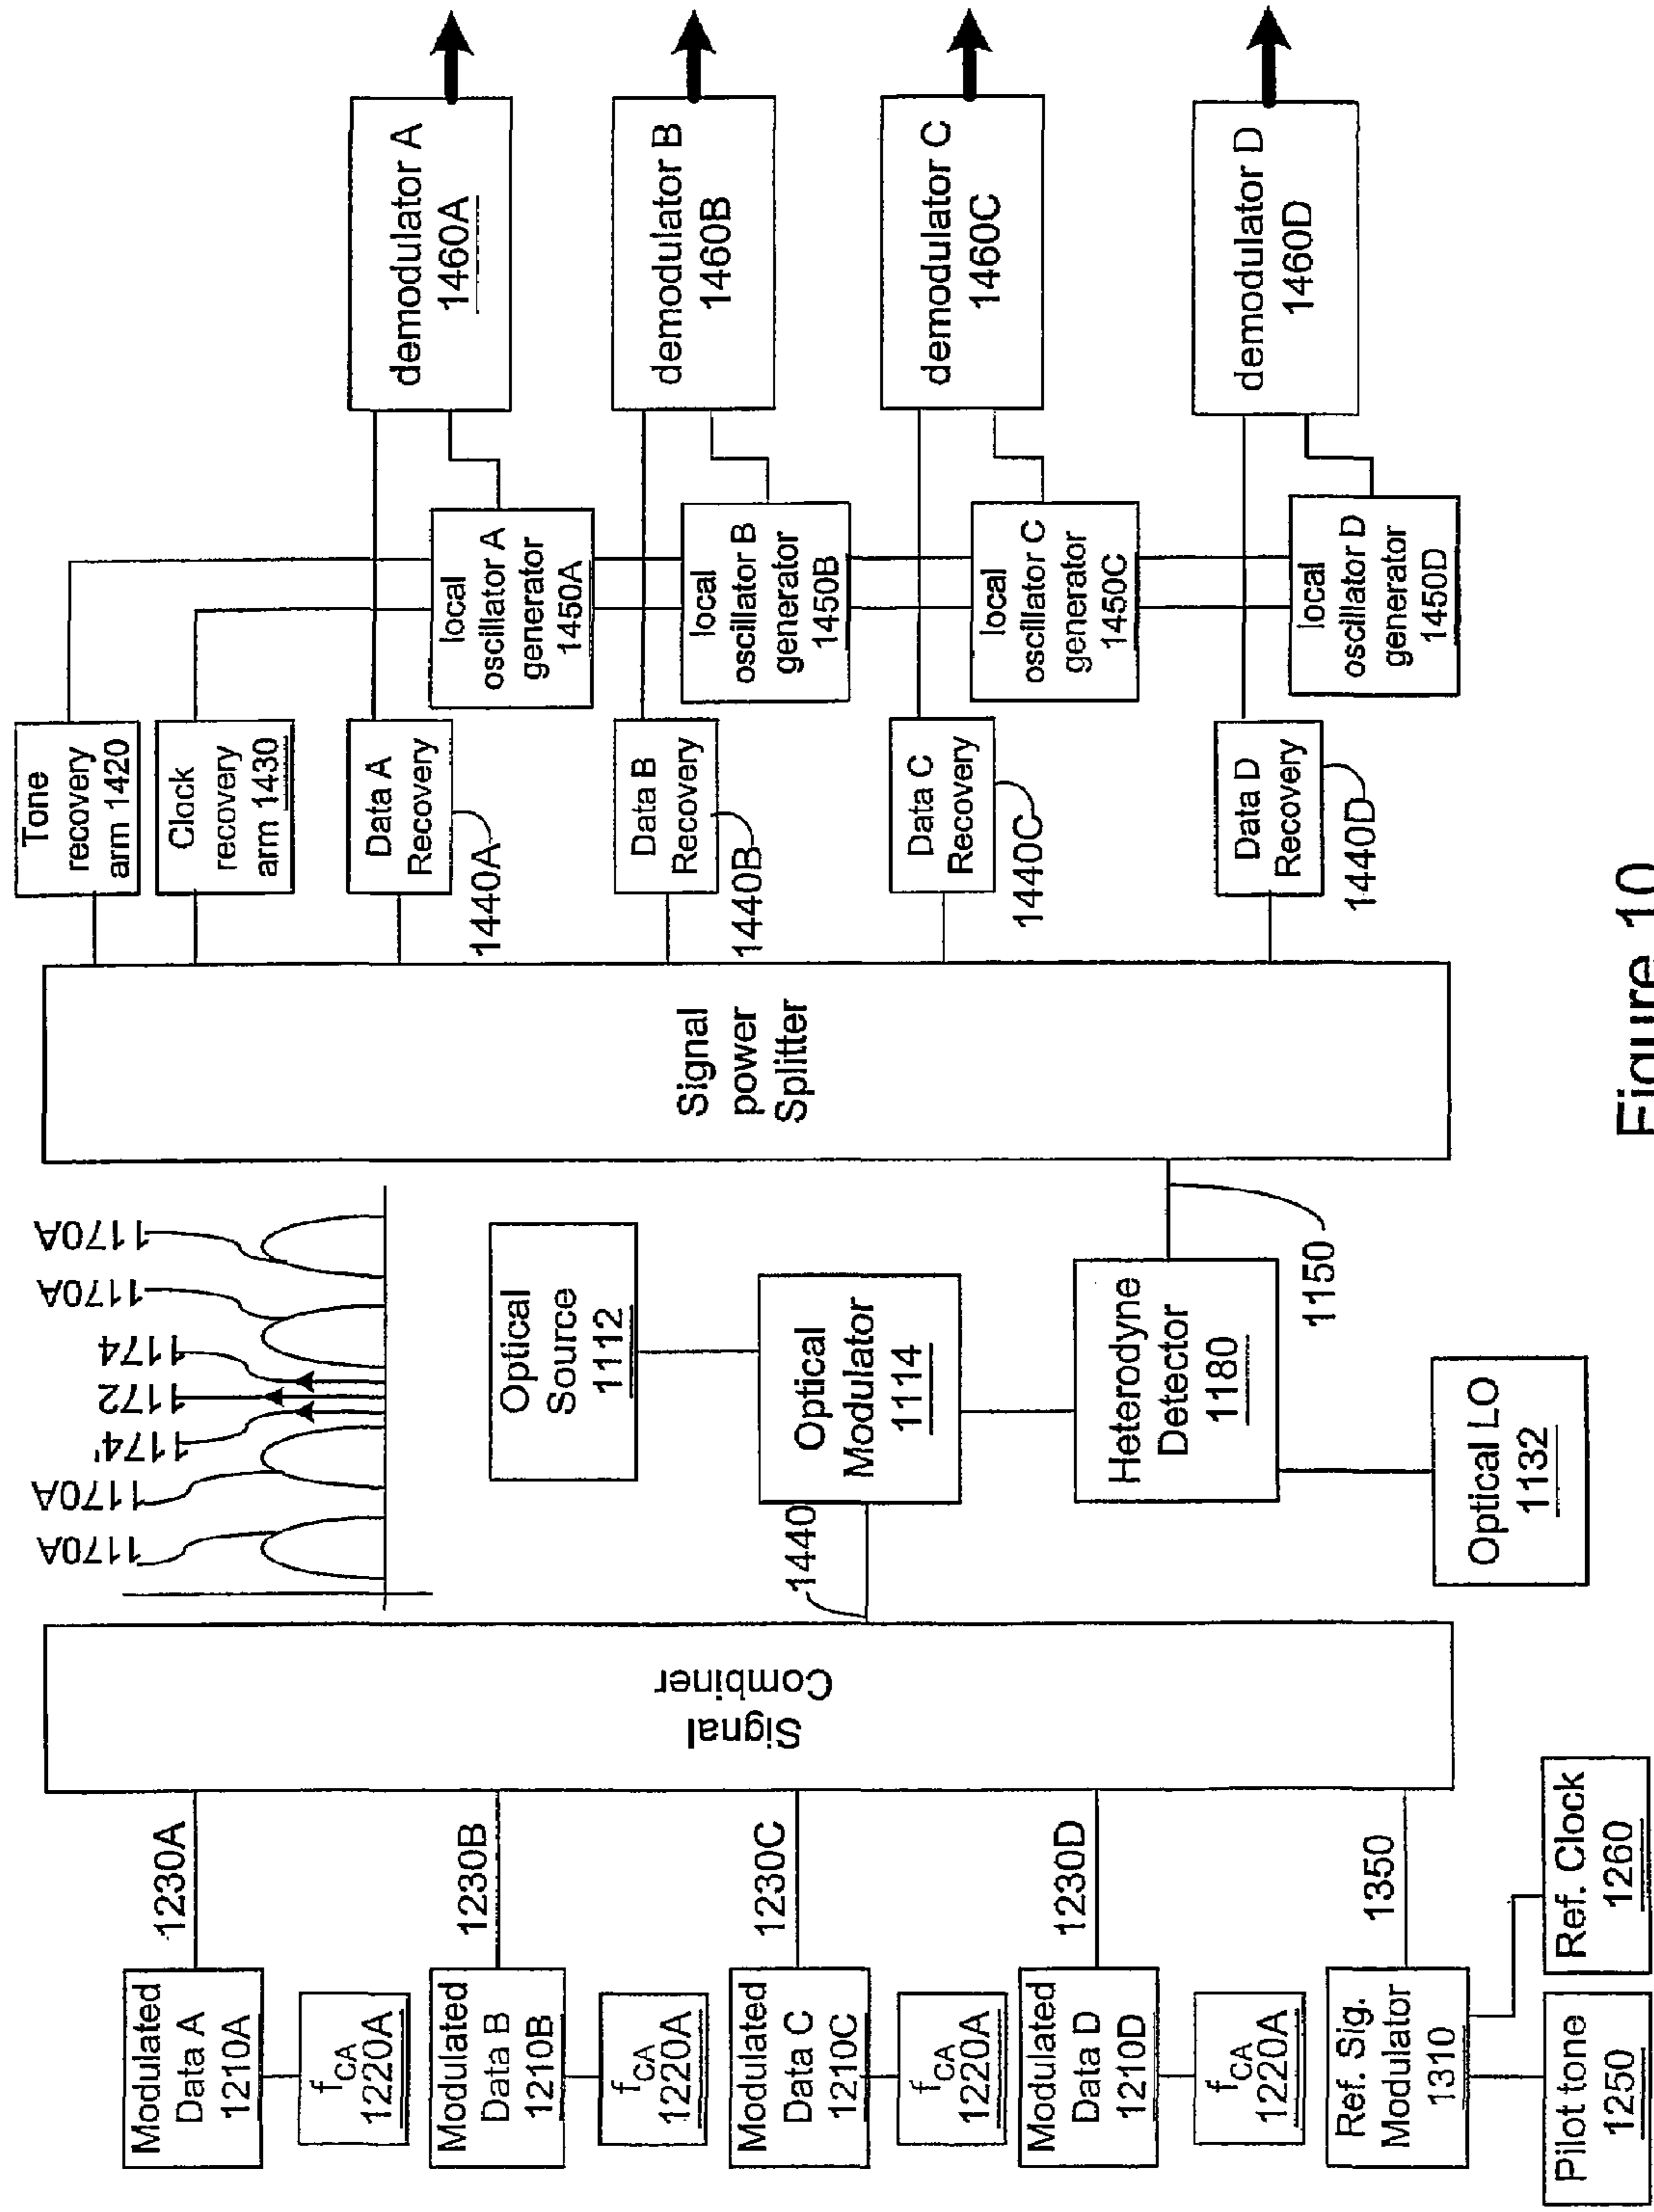 Modulated
Data A
1210A
f CA
1220A
Modulated
Data B
1210B
f CA
1220A
Modulated
Data C
1210C
f CA
1220A
Modulated
Data D
1210D
f CA
1220A
Ref. Sig.
Modulator
1310
Pilot tone
1250
Ref. Clock
1260
1230A
1230B
1230C
1230D
1350
Signal
Combiner
1440
1170A
1170A
1174'
1172
1174
1170A
1170A
Optical
Source
1112
Optical
Modulator
1114
Heterodyne
Detector
1180
Optical LO
1132
1150
Signal
power
Splitter
Tone
recovery
arm 1420
Clock
recovery
arm 1430
Data A
Recovery
1440A
Data B
Recovery
1440B
Data C
Recovery
1440C
Data D
Recovery
1440D
local
oscillator A
generator
1450A
local
oscillator B
generator
1450B
local
oscillator C
generator
1450C
local
oscillator D
generator
1450D
demodulator A
1460A
demodulator B
1460B
demodulator C
1460C
demodulator D
1460D
Figure 10